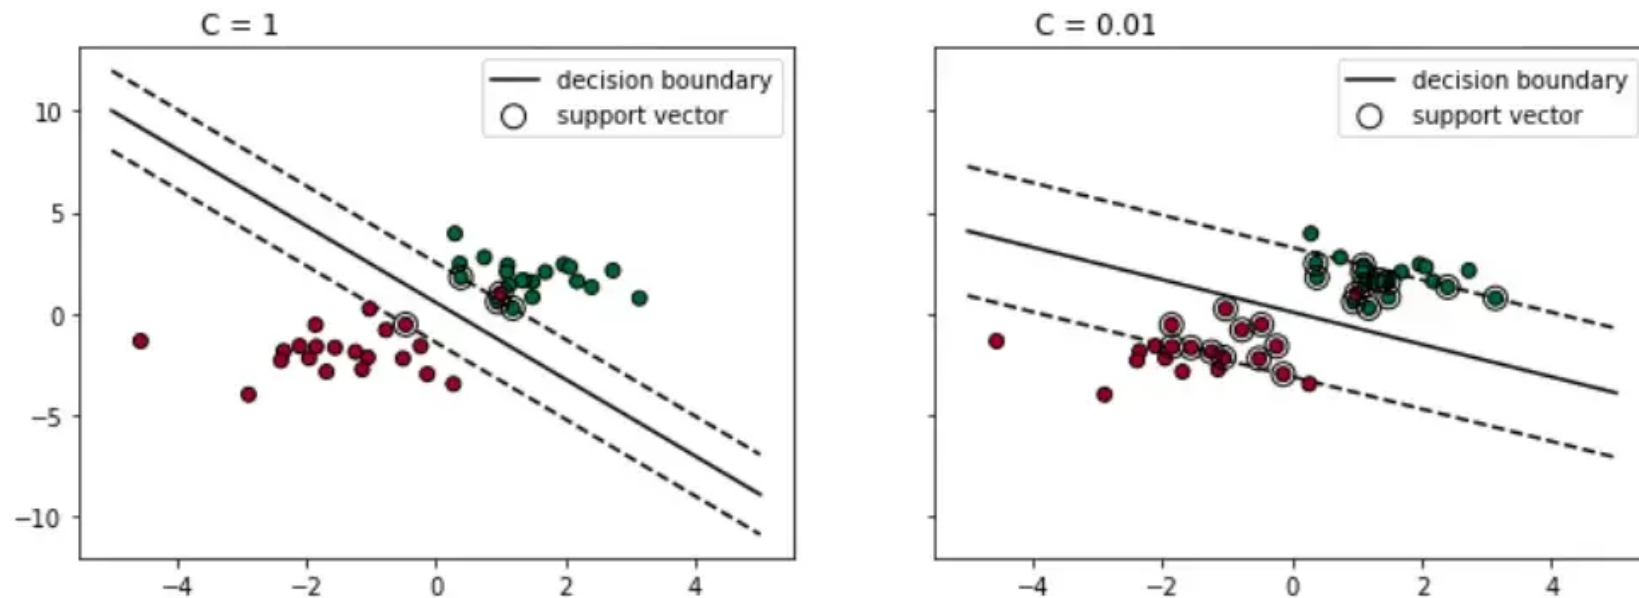 C = 1
decision boundary
support vector
10
5
0
−5
−10
−4
−2
0
2
4
C = 0.01
decision boundary
support vector
−4
−2
0
2
4